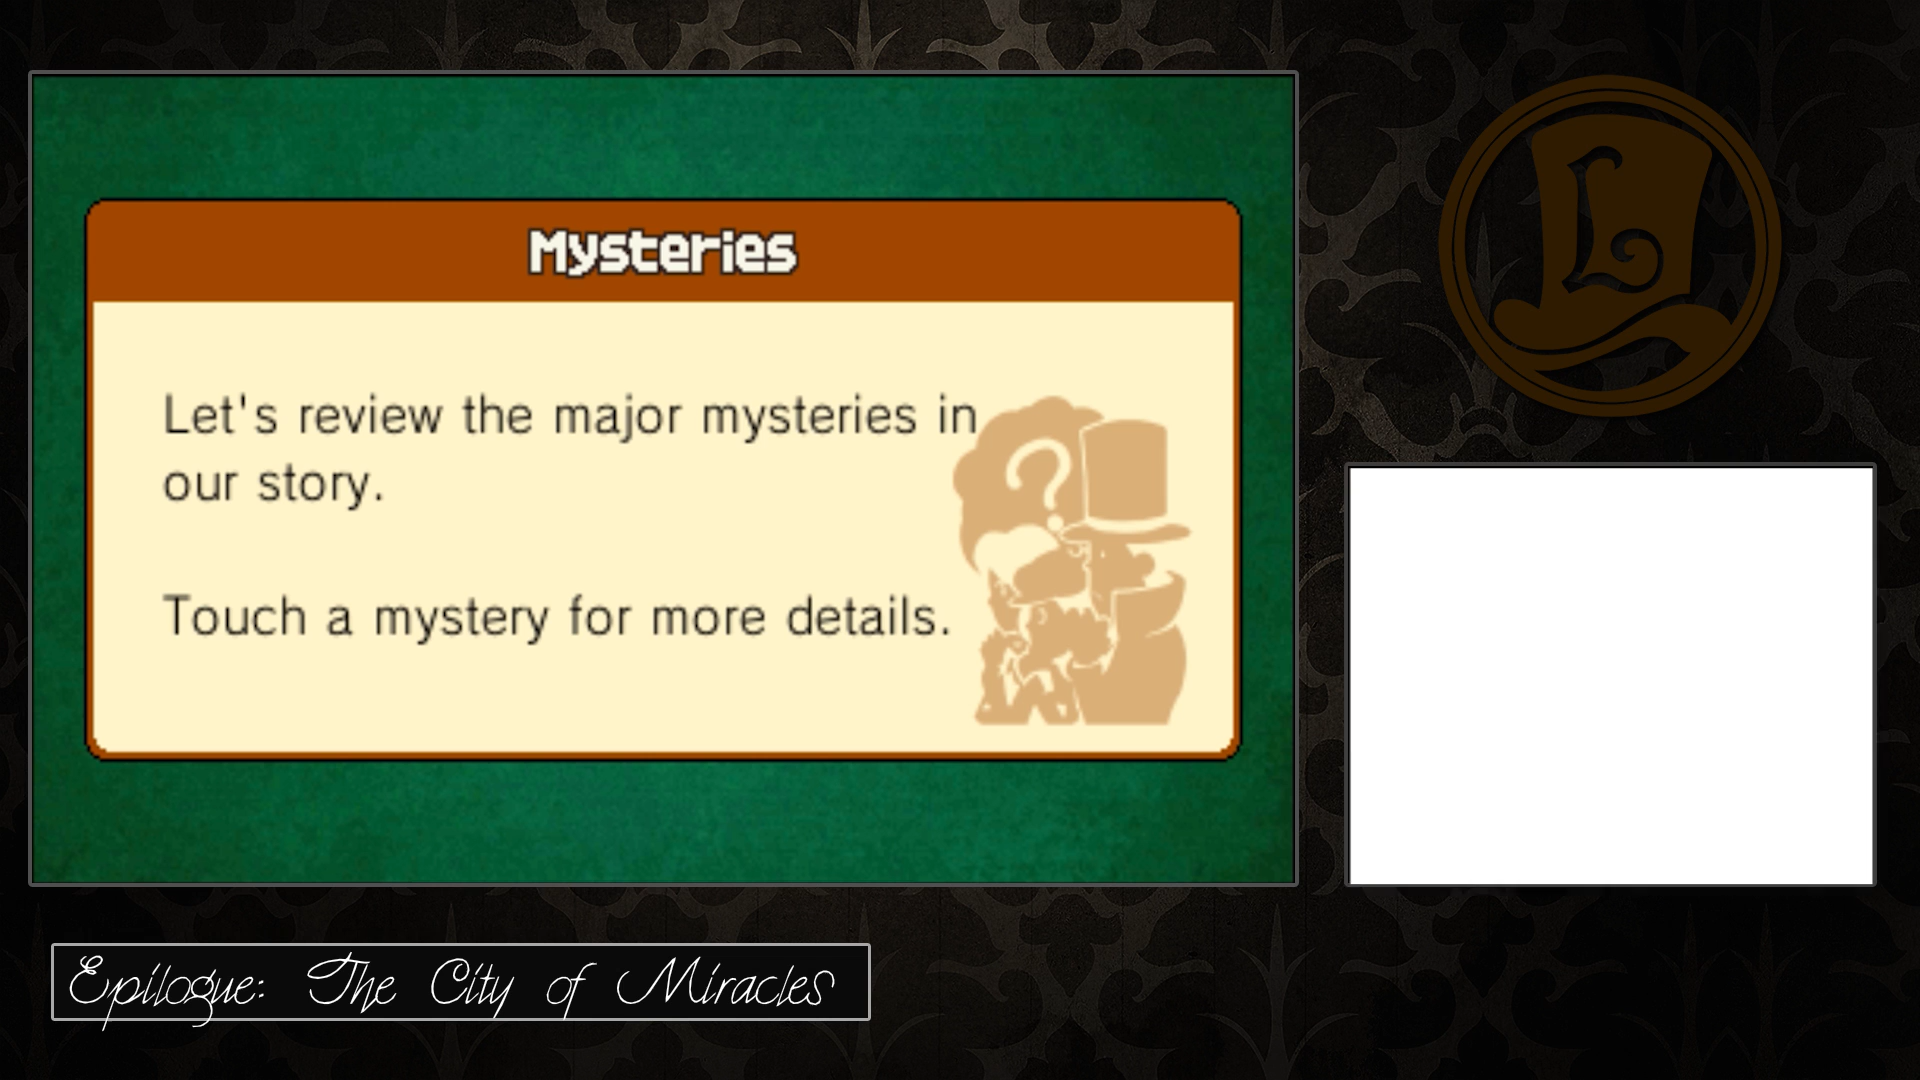 Mysteries
Let's review the major mysteries in
our story.
Touch a mystery for more details.
?
L
Epilogue: The City of Miracles